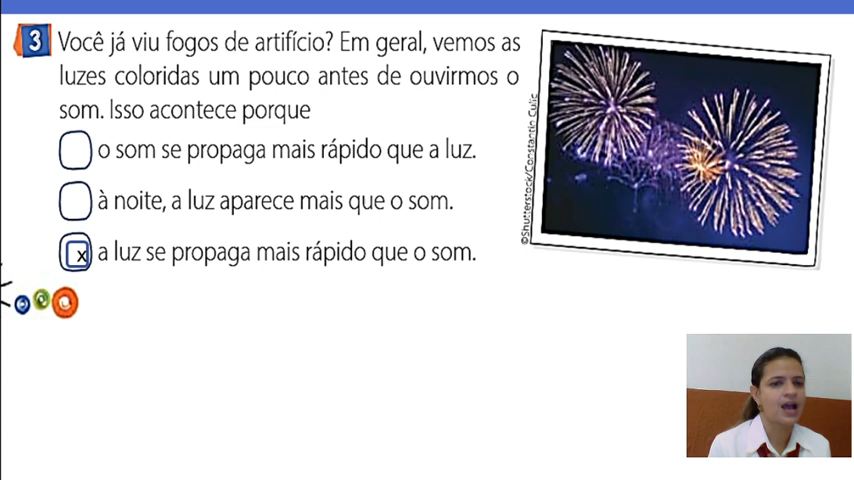 3 Você já viu fogos de artifício? Em geral, vemos as
luzes coloridas um pouco antes de ouvirmos o
som. Isso acontece porque
o som se propaga mais rápido que a luz.
à noite, a luz aparece mais que o som.
x a luz se propaga mais rápido que o som.
©Shutterstock/Constantin Culic